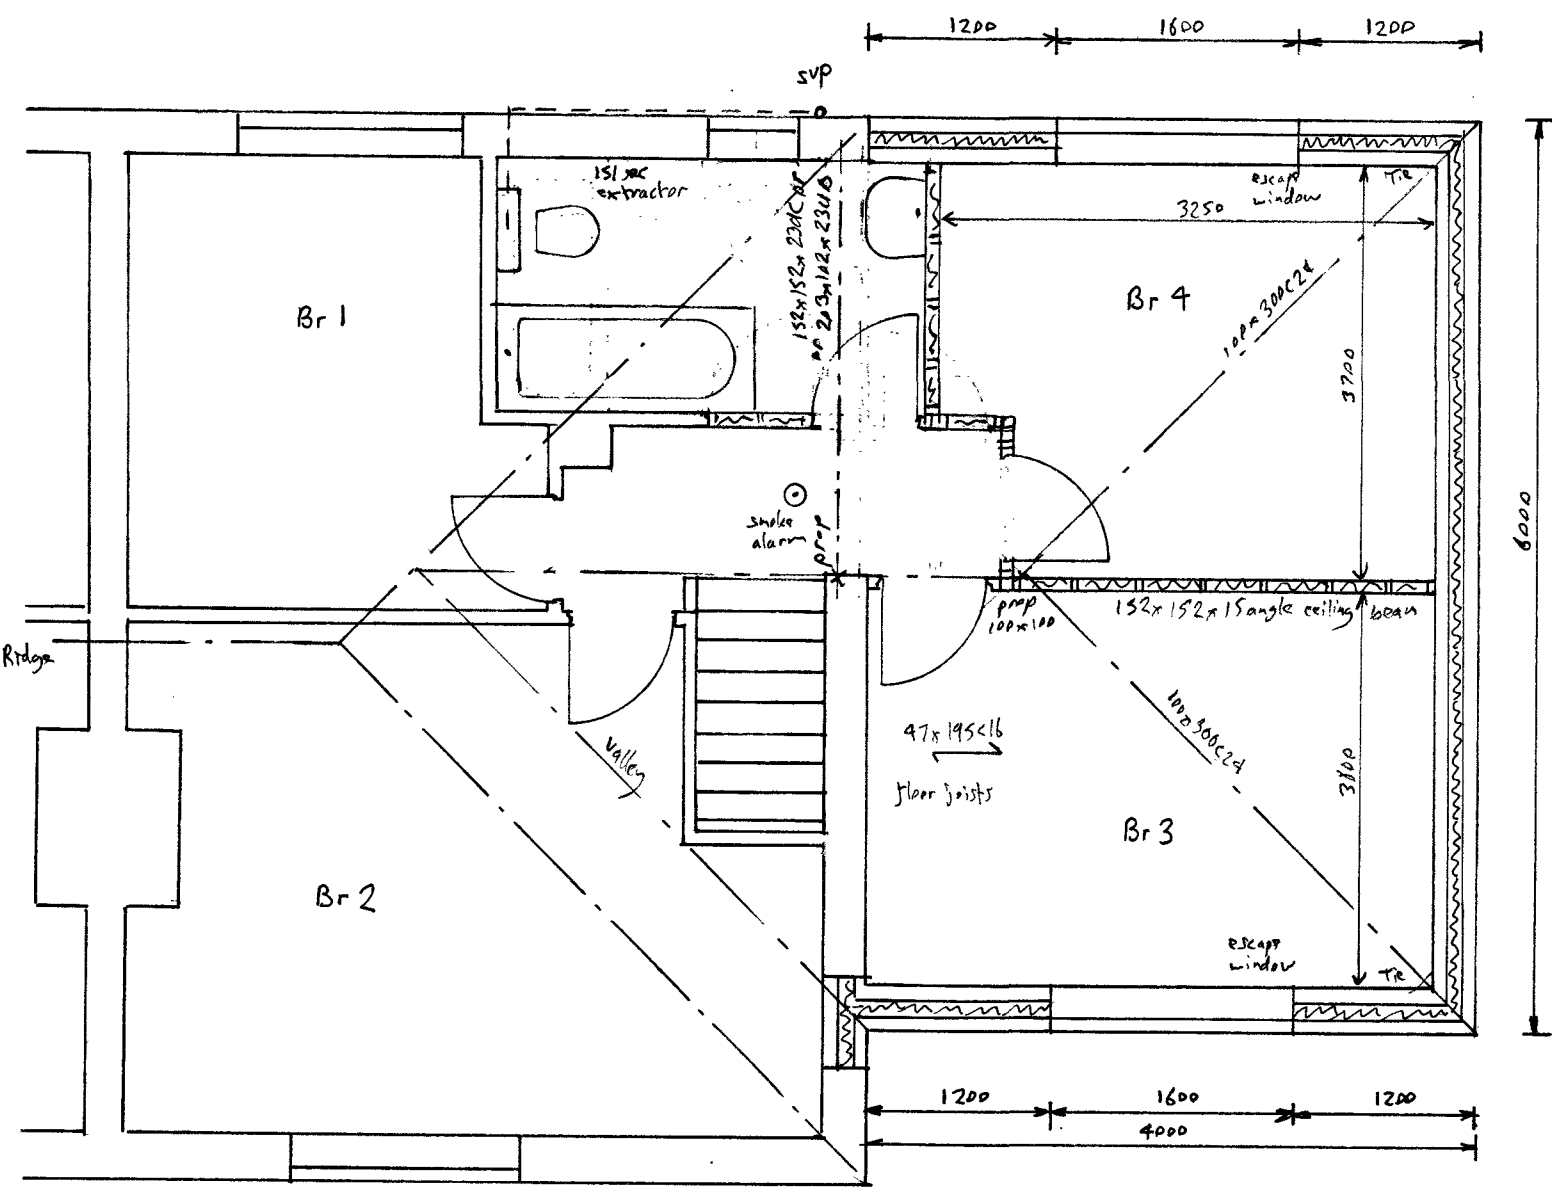 1200
1600
1200
svp
15l/sec
extractor
152x152x23UC
or 203x102x23UB
escape
window
Tie
3250
Br 1
Br 4
100x300C24
3700
6000
smoke
alarm
prop
prop
100x100
152x152x15 angle ceiling beam
Ridge
Valley
47x195C16
floor joists
100x300C24
3800
Br 2
Br 3
escape
window
Tie
1200
1600
1200
4000